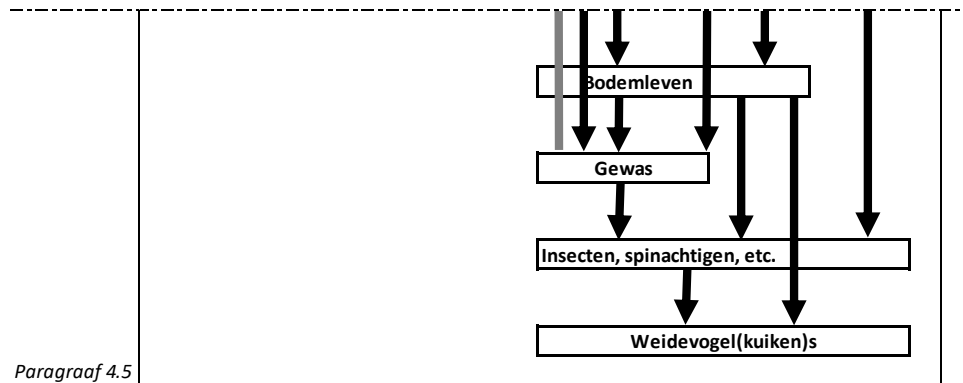 Bodemleven
Gewas
Insecten, spinachtigen, etc.
Weidevogel(kuiken)s
Paragraaf 4.5